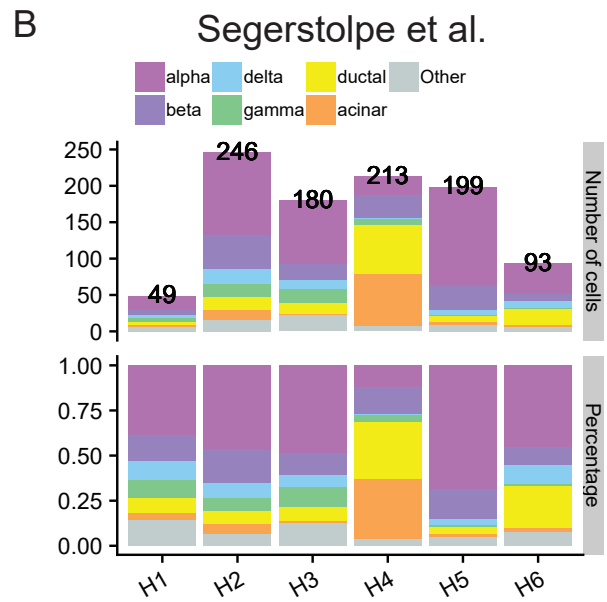 B
Segerstolpe et al.
alpha delta ductal Other
beta gamma acinar
250
200
150
100
50
0
49
246
180
213
199
93
Number of cells
1.00
0.75
0.50
0.25
0.00
Percentage
H1 H2 H3 H4 H5 H6